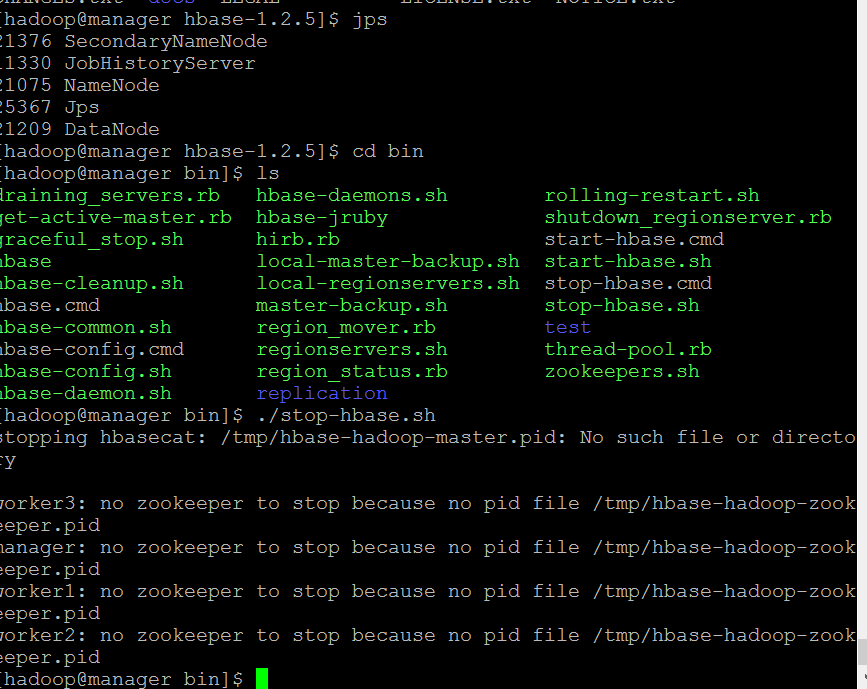 CHANGES.txt docs LEGAL LICENSE.txt NOTICE.txt
[hadoop@manager hbase-1.2.5]$ jps
21376 SecondaryNameNode
11330 JobHistoryServer
21075 NameNode
25367 Jps
21209 DataNode
[hadoop@manager hbase-1.2.5]$ cd bin
[hadoop@manager bin]$ ls
draining_servers.rb hbase-daemons.sh rolling-restart.sh
get-active-master.rb hbase-jruby shutdown_regionserver.rb
graceful_stop.sh hirb.rb start-hbase.cmd
hbase local-master-backup.sh start-hbase.sh
hbase-cleanup.sh local-regionservers.sh stop-hbase.cmd
hbase.cmd master-backup.sh stop-hbase.sh
hbase-common.sh region_mover.rb test
hbase-config.cmd regionservers.sh thread-pool.rb
hbase-config.sh region_status.rb zookeepers.sh
hbase-daemon.sh replication
[hadoop@manager bin]$ ./stop-hbase.sh
stopping hbasecat: /tmp/hbase-hadoop-master.pid: No such file or directo
ry
worker3: no zookeeper to stop because no pid file /tmp/hbase-hadoop-zook
eeper.pid
manager: no zookeeper to stop because no pid file /tmp/hbase-hadoop-zook
eeper.pid
worker1: no zookeeper to stop because no pid file /tmp/hbase-hadoop-zook
eeper.pid
worker2: no zookeeper to stop because no pid file /tmp/hbase-hadoop-zook
eeper.pid
[hadoop@manager bin]$